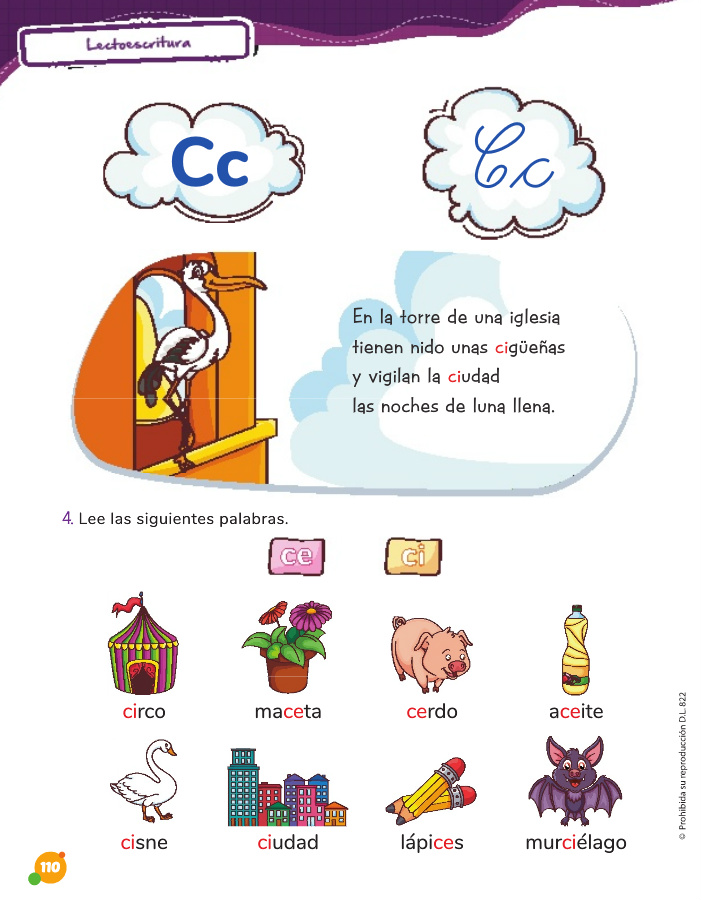 Lectoescritura
Cc
Cc
En la torre de una iglesia
tienen nido unas cigüeñas
y vigilan la ciudad
las noches de luna llena.
4. Lee las siguientes palabras.
ce ci
circo maceta cerdo aceite
cisne ciudad lápices murciélago
© Prohibida su reproducción D.L. 822
110